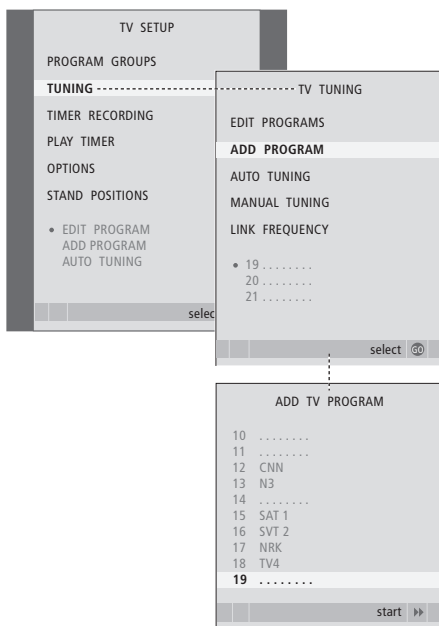 TV SETUP
PROGRAM GROUPS
TUNING
TIMER RECORDING
PLAY TIMER
OPTIONS
STAND POSITIONS
• EDIT PROGRAM
ADD PROGRAM
AUTO TUNING
selec
TV TUNING
EDIT PROGRAMS
ADD PROGRAM
AUTO TUNING
MANUAL TUNING
LINK FREQUENCY
• 19 . . . . . . . .
20 . . . . . . . .
21 . . . . . . . .
select GO
ADD TV PROGRAM
10 . . . . . . . .
11 . . . . . . . .
12 CNN
13 N3
14 . . . . . . . .
15 SAT 1
16 SVT 2
17 NRK
18 TV4
19 . . . . . . . .
start